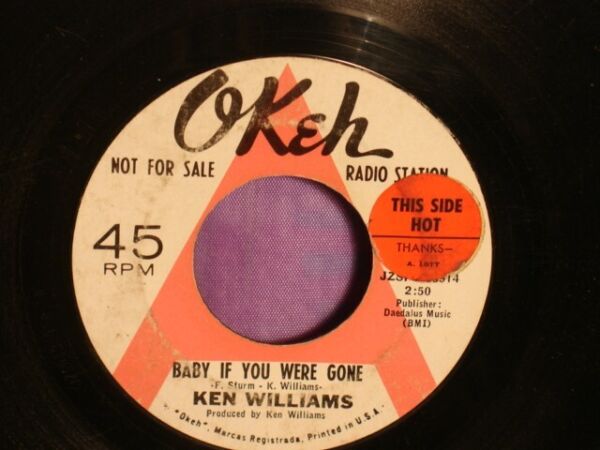 OKeh
NOT FOR SALE
RADIO STATION
THIS SIDE
HOT
THANKS—
A. LOTT
45
RPM
2:50
Publisher:
Daedalus Music
(BMI)
BABY IF YOU WERE GONE
-F. Sturm - K. Williams-
KEN WILLIAMS
Produced by Ken Williams
"Okeh", Marcas Registrada. Printed in U.S.A.